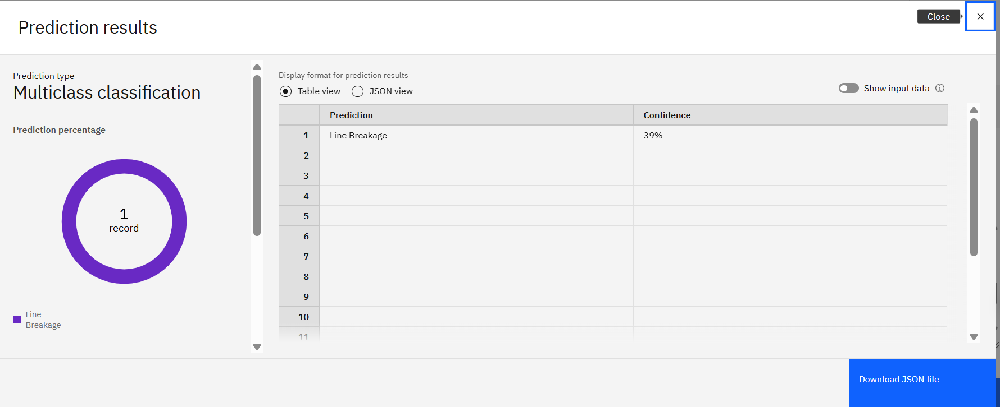 Close
Prediction results
Prediction type
Multiclass classification
Prediction percentage
1
record
Line
Breakage
Display format for prediction results
Table view
JSON view
Show input data
Prediction Confidence
1 Line Breakage 39%
2
3
4
5
6
7
8
9
10
11
Download JSON file